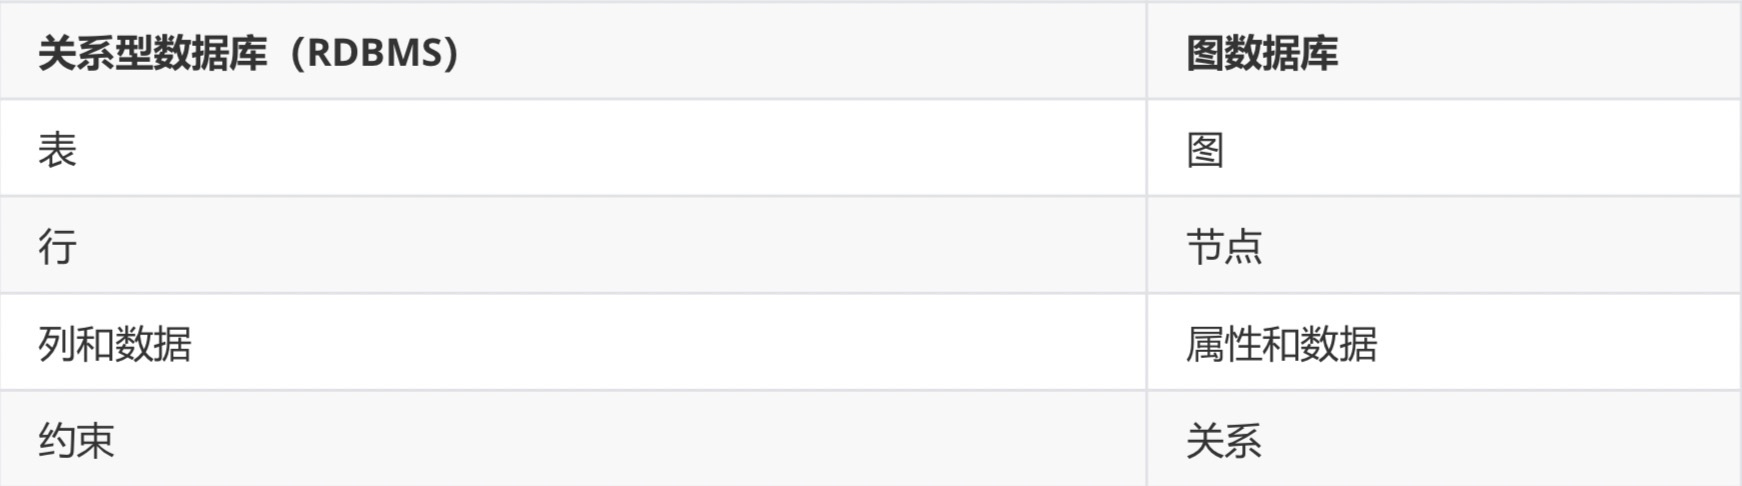 关系型数据库（RDBMS） 图数据库
表 图
行 节点
列和数据 属性和数据
约束 关系